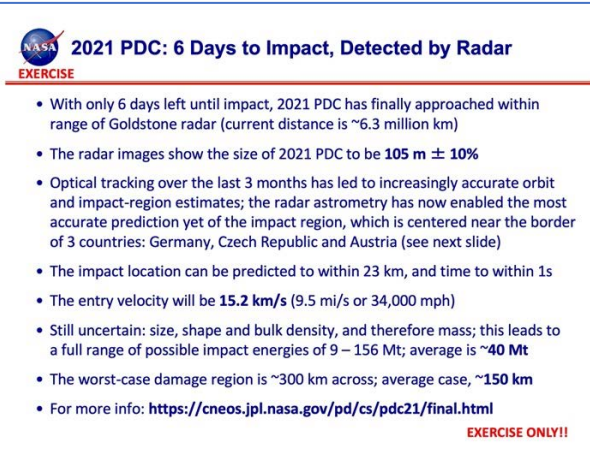 NASA
2021 PDC: 6 Days to Impact, Detected by Radar
EXERCISE
• With only 6 days left until impact, 2021 PDC has finally approached within
range of Goldstone radar (current distance is ~6.3 million km)
• The radar images show the size of 2021 PDC to be 105 m ± 10%
• Optical tracking over the last 3 months has led to increasingly accurate orbit
and impact-region estimates; the radar astrometry has now enabled the most
accurate prediction yet of the impact region, which is centered near the border
of 3 countries: Germany, Czech Republic and Austria (see next slide)
• The impact location can be predicted to within 23 km, and time to within 1s
• The entry velocity will be 15.2 km/s (9.5 mi/s or 34,000 mph)
• Still uncertain: size, shape and bulk density, and therefore mass; this leads to
a full range of possible impact energies of 9 – 156 Mt; average is ~40 Mt
• The worst-case damage region is ~300 km across; average case, ~150 km
• For more info: https://cneos.jpl.nasa.gov/pd/cs/pdc21/final.html
EXERCISE ONLY!!